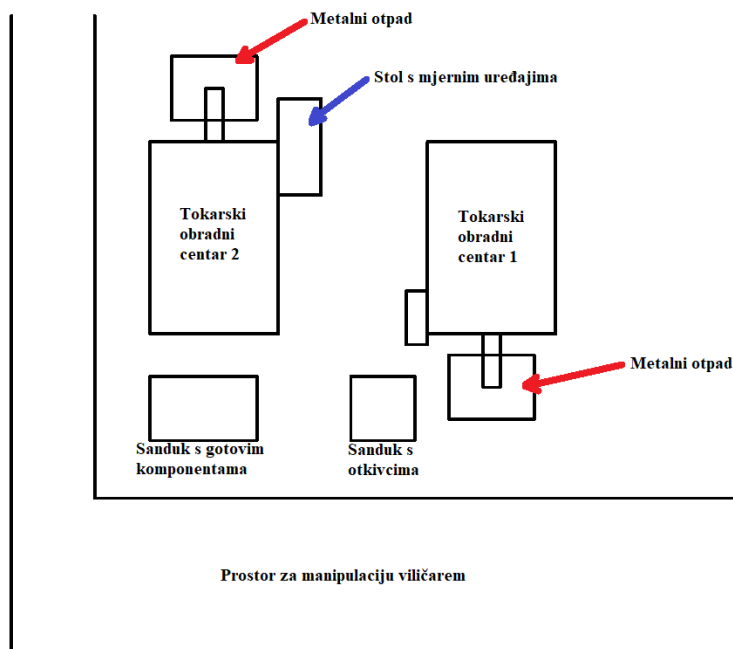 Metalni otpad
Stol s mjernim uređajima
Tokarski
obradni
centar 2
Tokarski
obradni
centar 1
Metalni otpad
Sanduk s gotovim
komponentama
Sanduk s
otkivcima
Prostor za manipulaciju viličarem